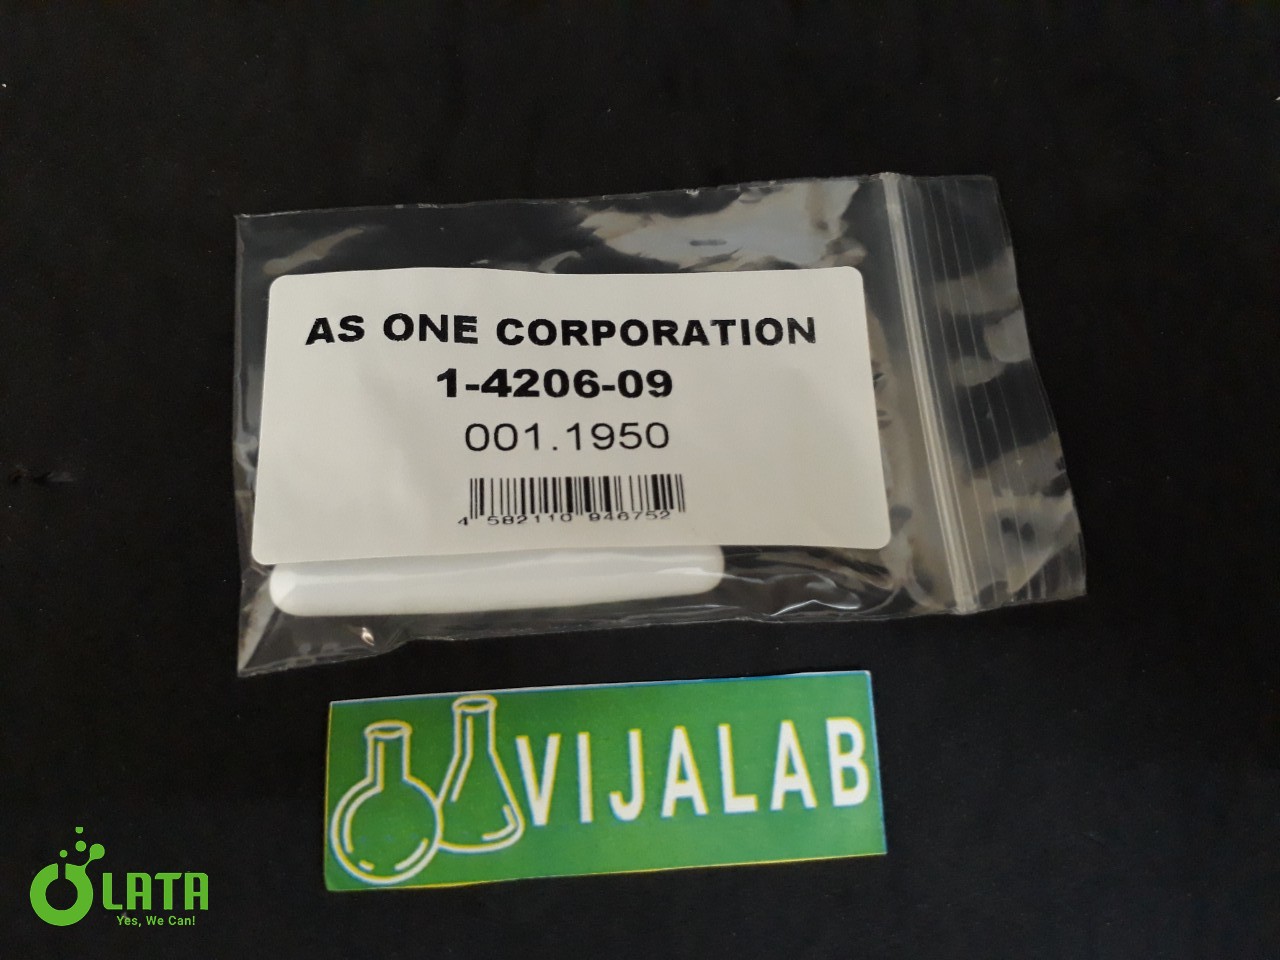 AS ONE CORPORATION
1-4206-09
001.1950
4 582110 946752
VIJALAB
LATA
Yes, We Can!